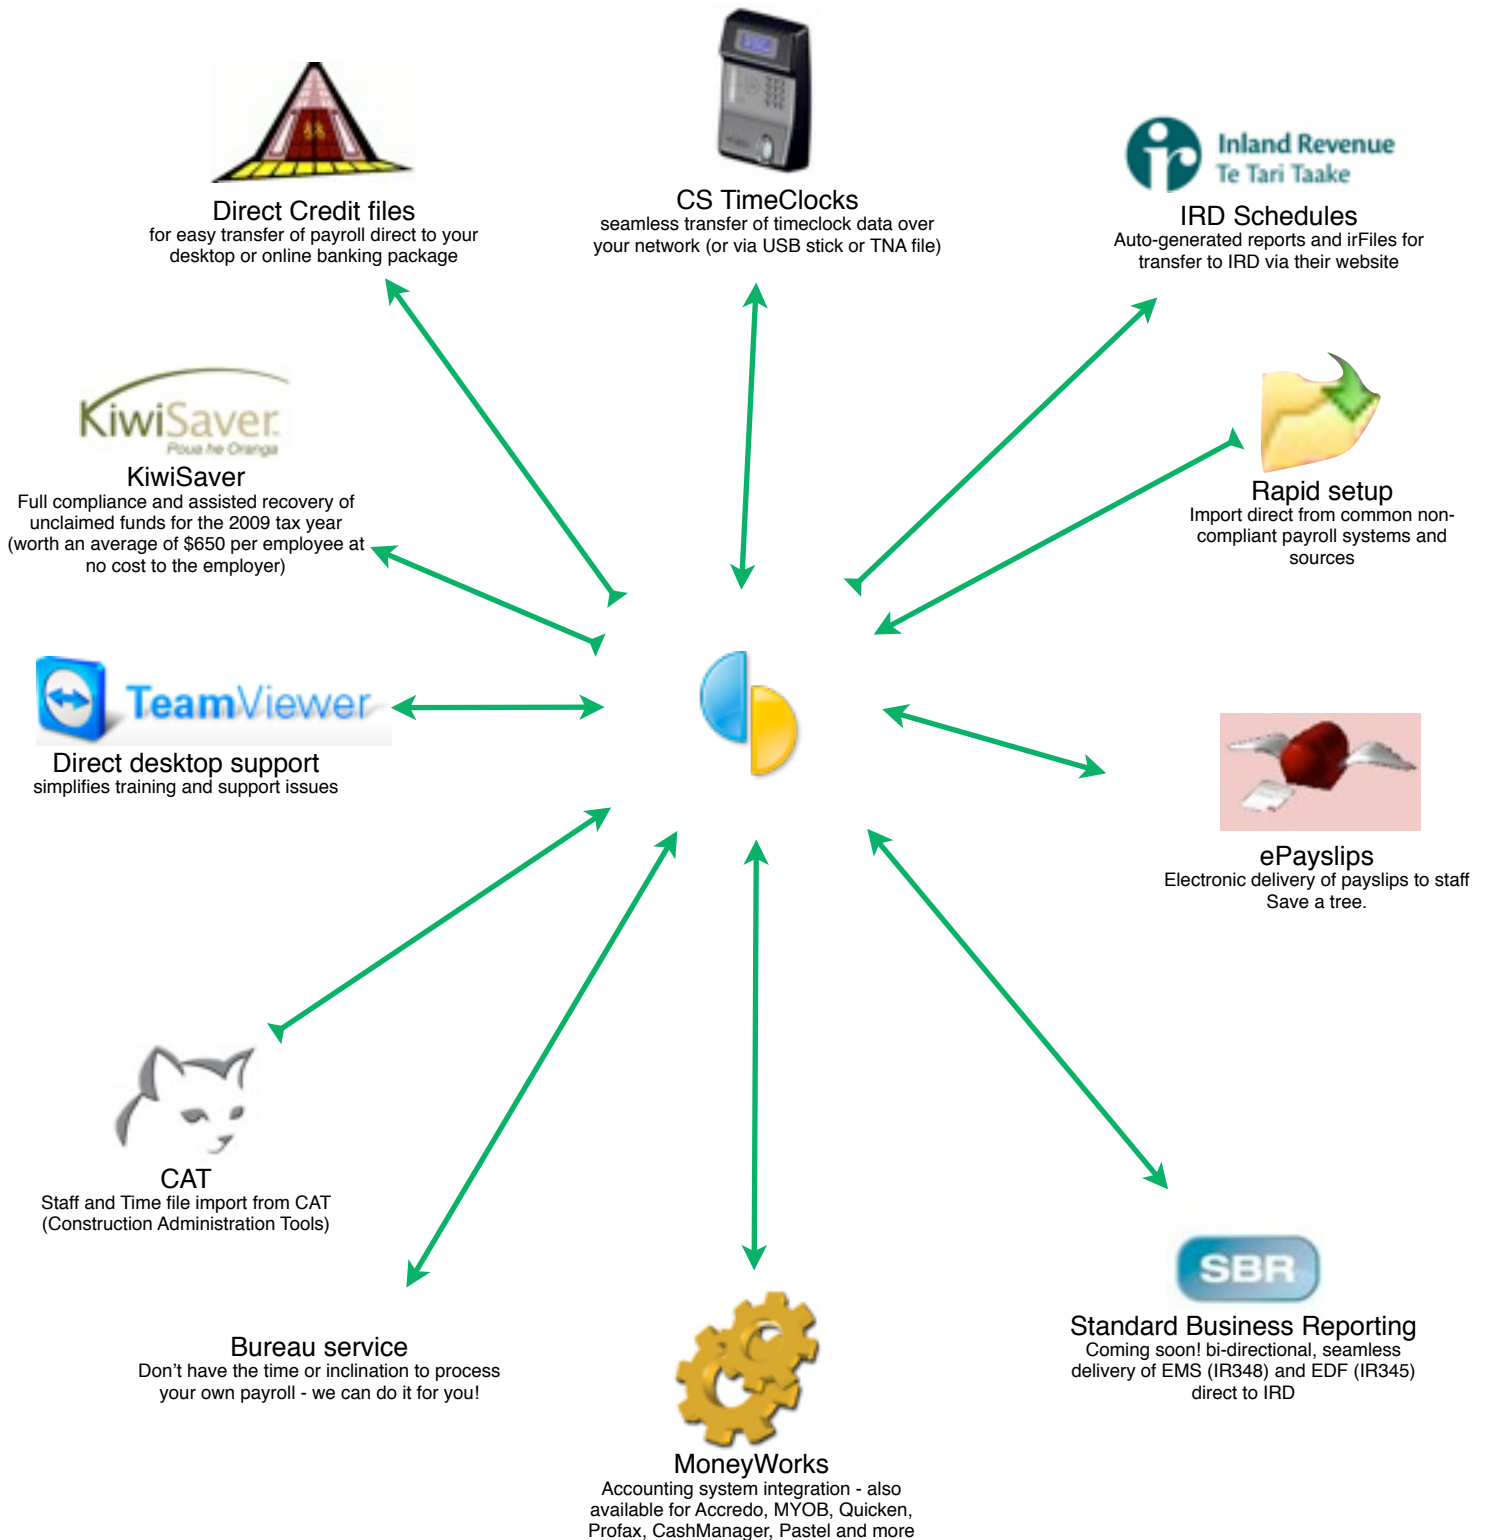 Direct Credit files
for easy transfer of payroll direct to your
desktop or online banking package
CS TimeClocks
seamless transfer of timeclock data over
your network (or via USB stick or TNA file)
Inland Revenue
Te Tari Taake
IRD Schedules
Auto-generated reports and irFiles for
transfer to IRD via their website
KiwiSaver
Poua he Oranga
KiwiSaver
Full compliance and assisted recovery of
unclaimed funds for the 2009 tax year
(worth an average of $650 per employee at
no cost to the employer)
Rapid setup
Import direct from common non-
compliant payroll systems and
sources
TeamViewer
Direct desktop support
simplifies training and support issues
ePayslips
Electronic delivery of payslips to staff
Save a tree.
CAT
Staff and Time file import from CAT
(Construction Administration Tools)
Bureau service
Don't have the time or inclination to process
your own payroll - we can do it for you!
MoneyWorks
Accounting system integration - also
available for Accredo, MYOB, Quicken,
Profax, CashManager, Pastel and more
SBR
Standard Business Reporting
Coming soon! bi-directional, seamless
delivery of EMS (IR348) and EDF (IR345)
direct to IRD